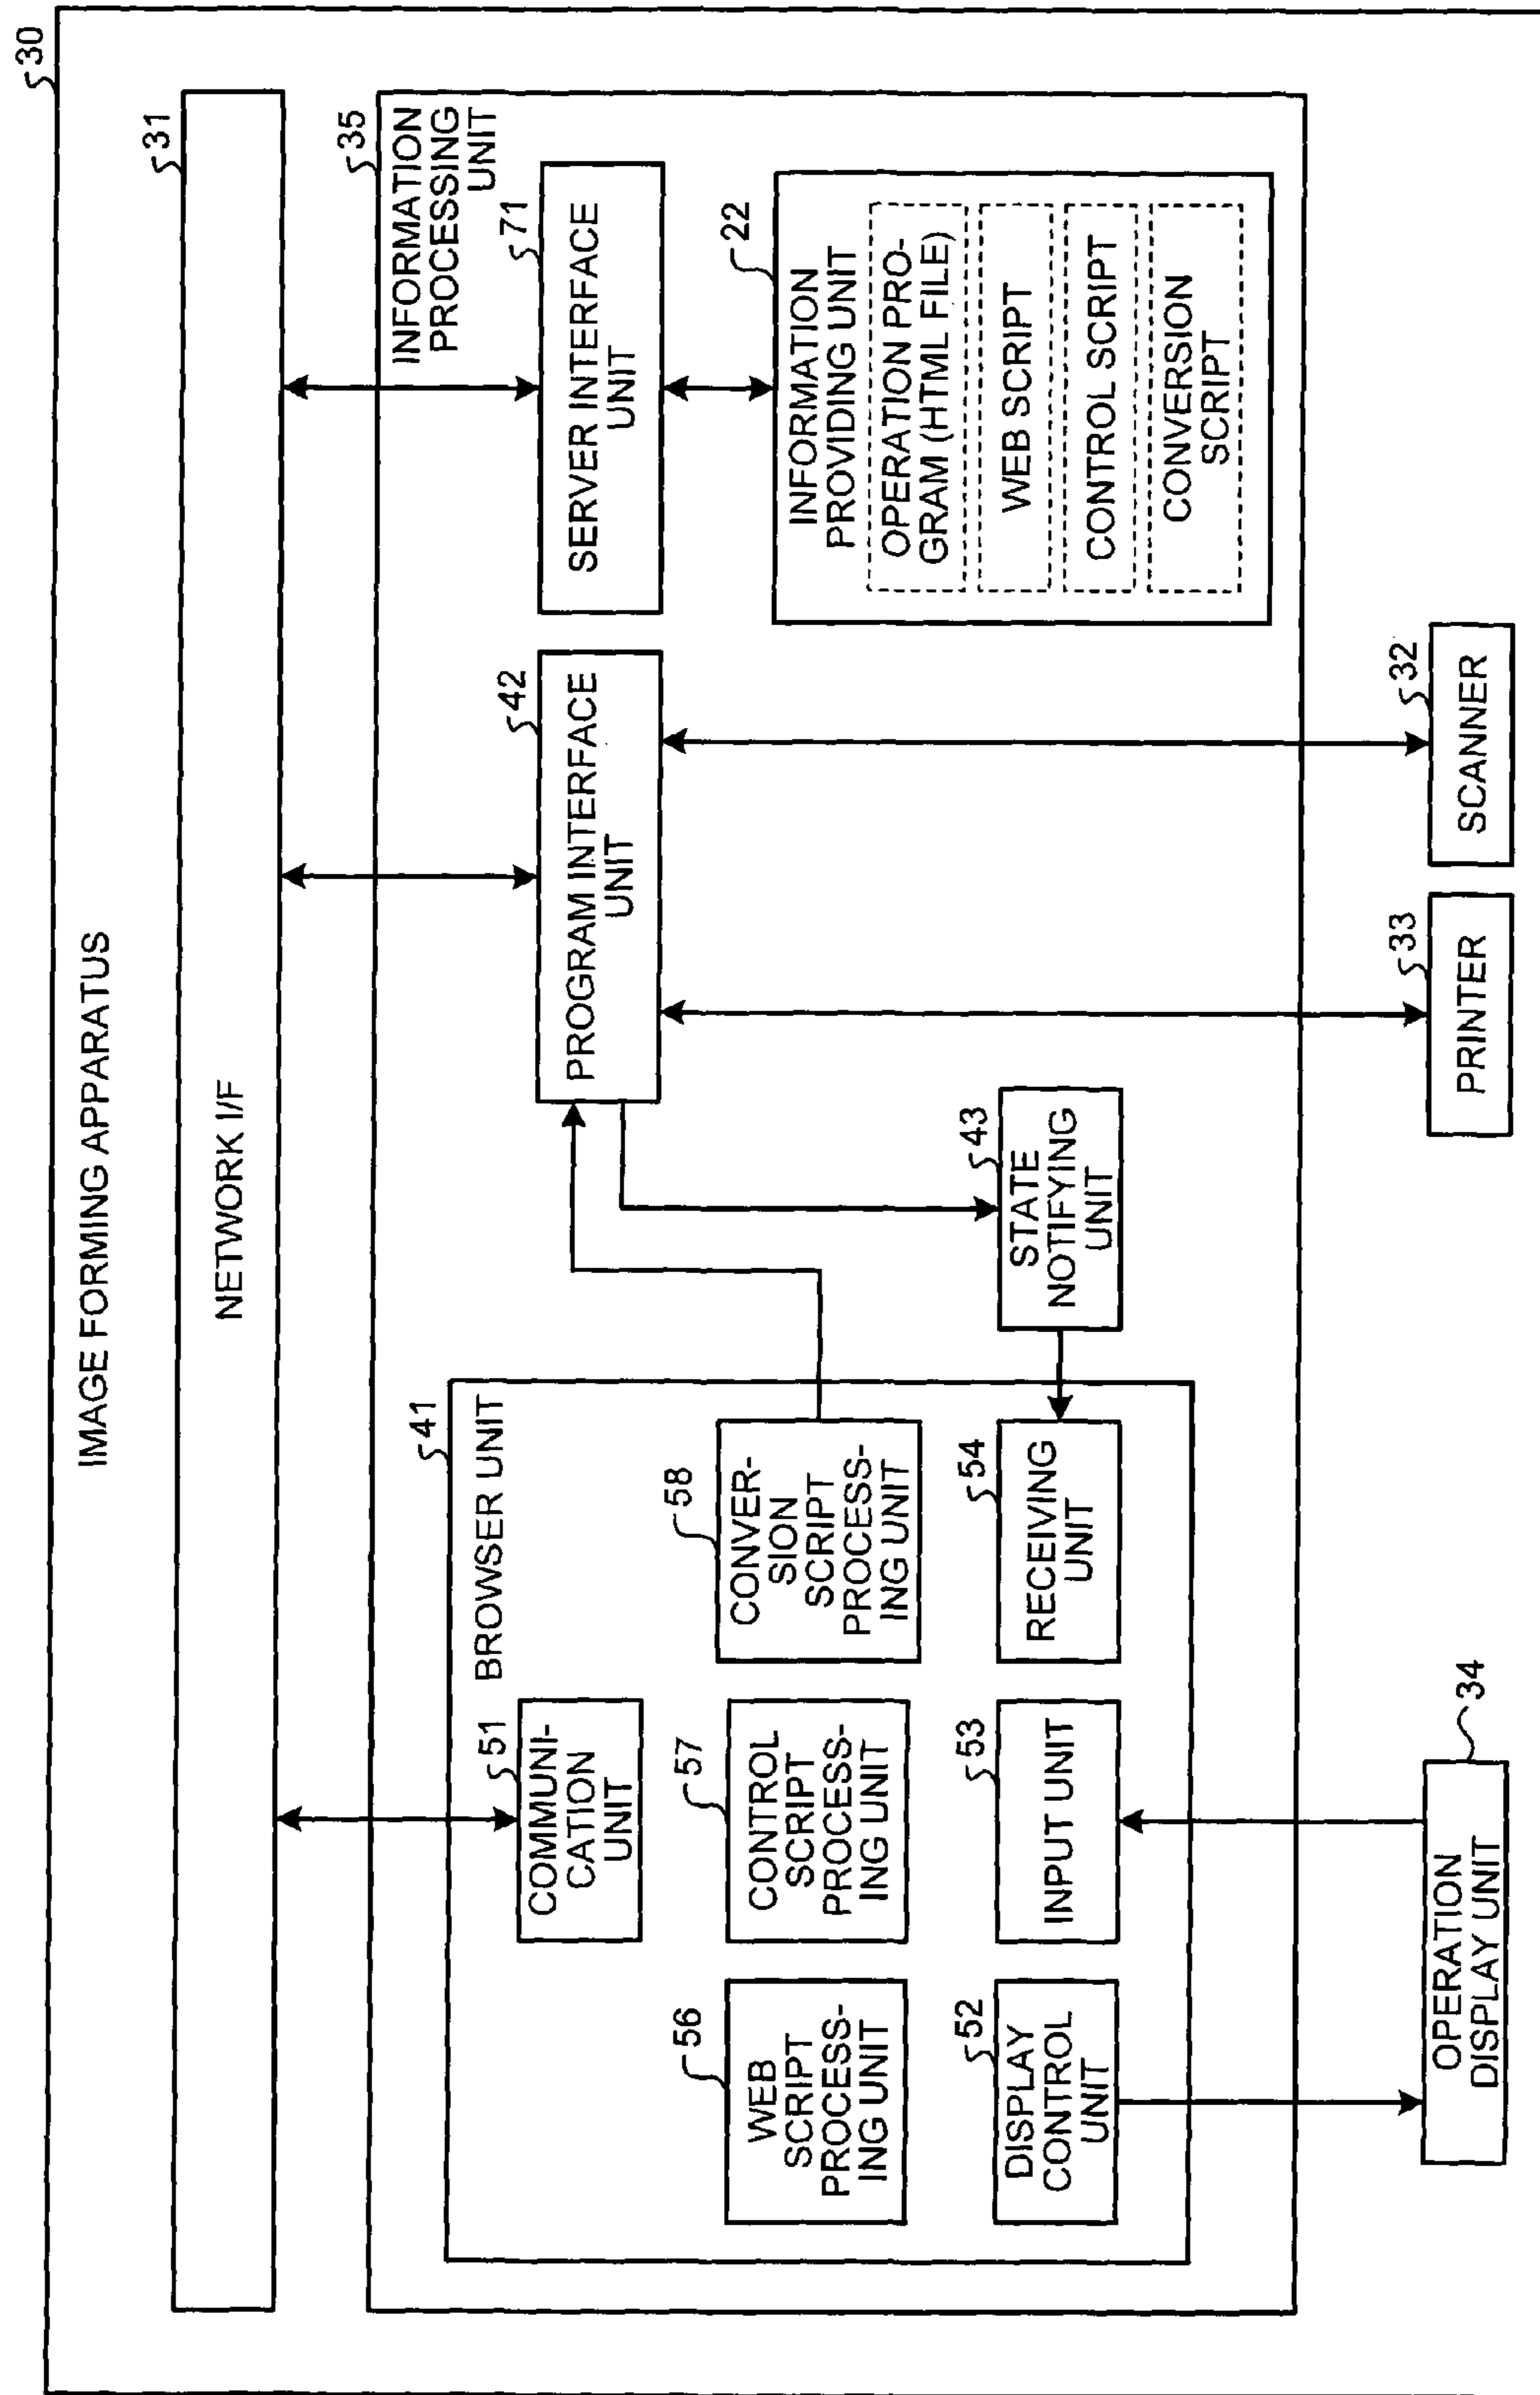 30
IMAGE FORMING APPARATUS
31
NETWORK I/F
35
INFORMATION
PROCESSING
UNIT
41
BROWSER UNIT
51
COMMUNI-
CATION
UNIT
56
WEB
SCRIPT
PROCESS-
ING UNIT
57
CONTROL
SCRIPT
PROCESS-
ING UNIT
58
CONVER-
SION
SCRIPT
PROCESS-
ING UNIT
52
DISPLAY
CONTROL
UNIT
53
INPUT UNIT
54
RECEIVING
UNIT
42
PROGRAM INTERFACE
UNIT
43
STATE
NOTIFYING
UNIT
71
SERVER INTERFACE
UNIT
22
INFORMATION
PROVIDING UNIT
OPERATION PRO-
GRAM (HTML FILE)
WEB SCRIPT
CONTROL SCRIPT
CONVERSION
SCRIPT
34
OPERATION
DISPLAY UNIT
33
PRINTER
32
SCANNER